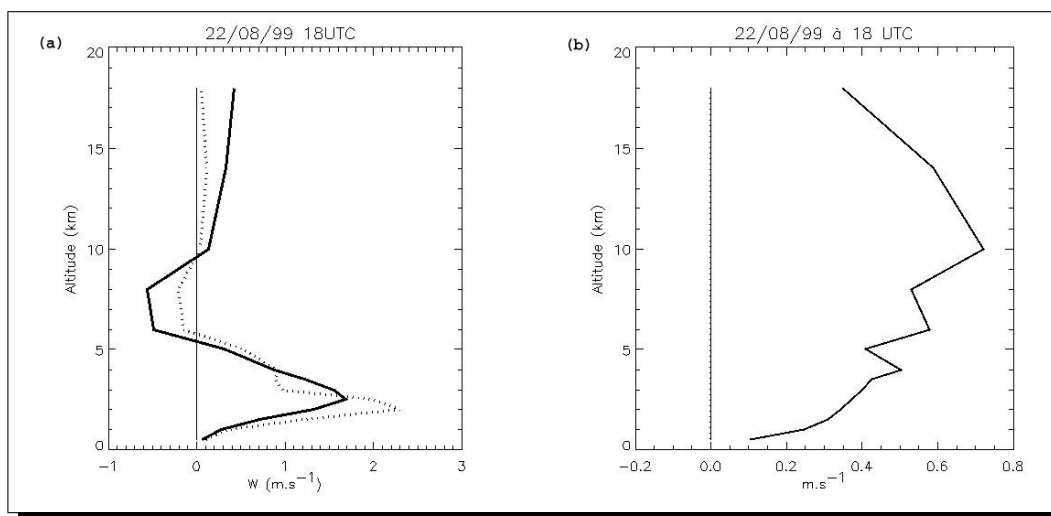 (a)
22/08/99 18UTC
20
15
10
5
0
Altitude (km)
-1 0 1 2 3
W (m.s⁻¹)
(b)
22/08/99 à 18 UTC
20
15
10
5
0
Altitude (km)
-0.2 0.0 0.2 0.4 0.6 0.8
m.s⁻¹